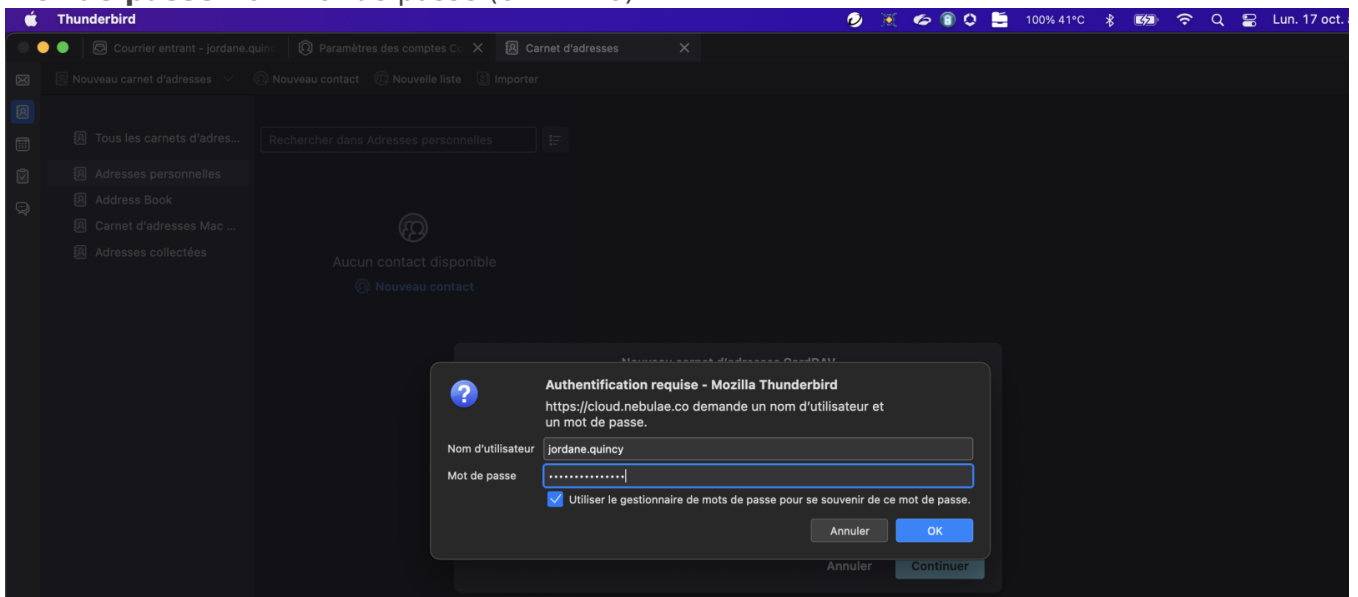 Thunderbird
100% 41°C
Lun. 17 oct.
Courrier entrant - jordane.quinc
Paramètres des comptes Co
Carnet d'adresses
Nouveau carnet d'adresses
Nouveau contact
Nouvelle liste
Importer
Tous les carnets d'adres...
Rechercher dans Adresses personnelles
Adresses personnelles
Address Book
Carnet d'adresses Mac ...
Adresses collectées
Aucun contact disponible
Nouveau contact
Authentification requise - Mozilla Thunderbird
https://cloud.nebulae.co demande un nom d'utilisateur et
un mot de passe.
Nom d'utilisateur
jordane.quincy
Mot de passe
•••••••••••••••
Utiliser le gestionnaire de mots de passe pour se souvenir de ce mot de passe.
Annuler
OK
Annuler
Continuer